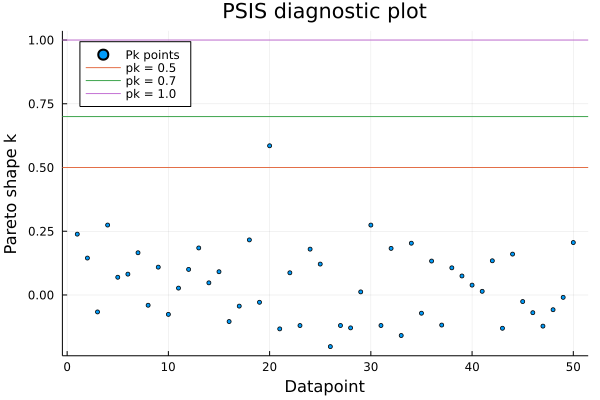 PSIS diagnostic plot
Pareto shape k
1.00
0.75
0.50
0.25
0.00
Pk points
pk = 0.5
pk = 0.7
pk = 1.0
0 10 20 30 40 50
Datapoint